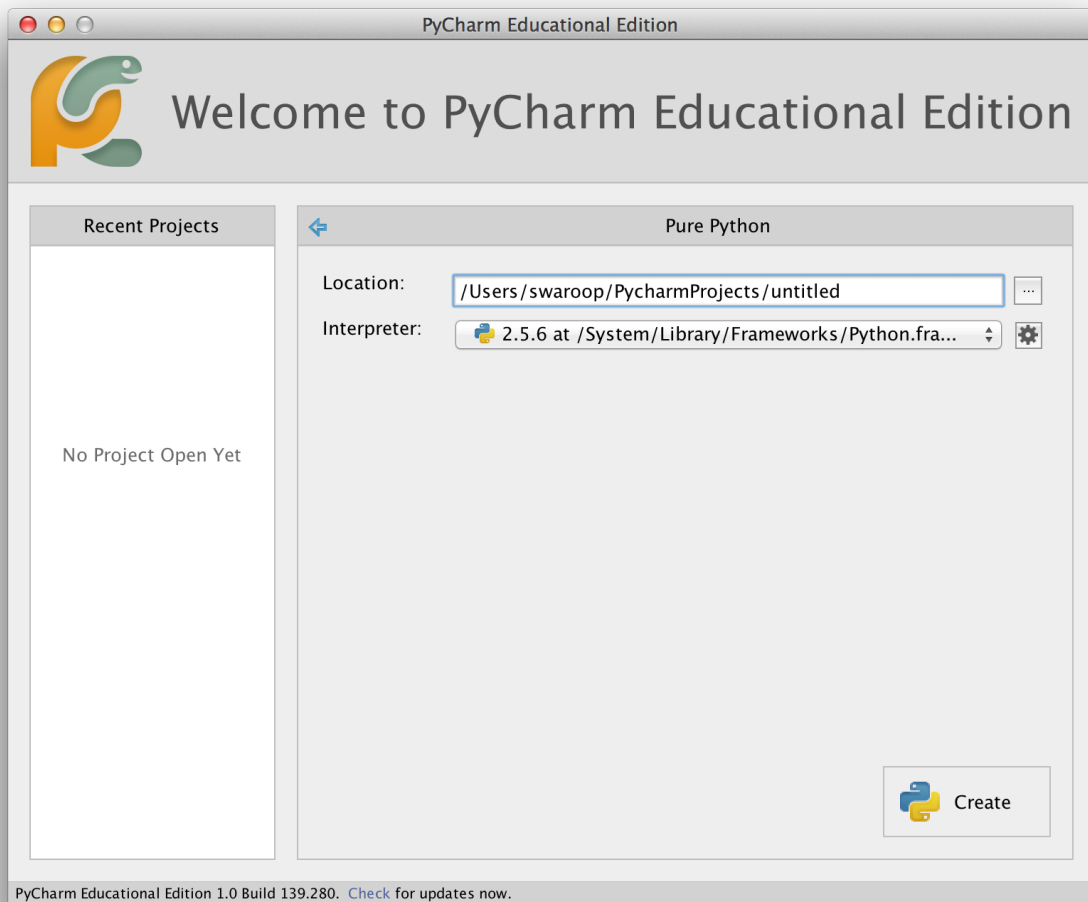 PyCharm Educational Edition
Welcome to PyCharm Educational Edition
Recent Projects
No Project Open Yet
Pure Python
Location: /Users/swaroop/PycharmProjects/untitled ...
Interpreter: 2.5.6 at /System/Library/Frameworks/Python.fra...
Create
PyCharm Educational Edition 1.0 Build 139.280. Check for updates now.